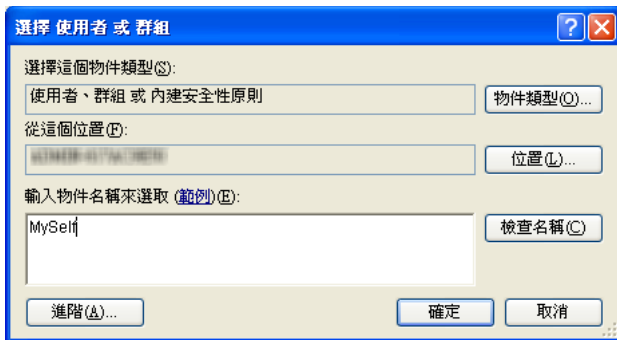 選擇 使用者 或 群組
選擇這個物件類型(S):
使用者、群組 或 內建安全性原則
物件類型(O)...
從這個位置(F):
位置(L)...
輸入物件名稱來選取 (範例)(E):
MySelf
檢查名稱(C)
進階(A)...
確定
取消